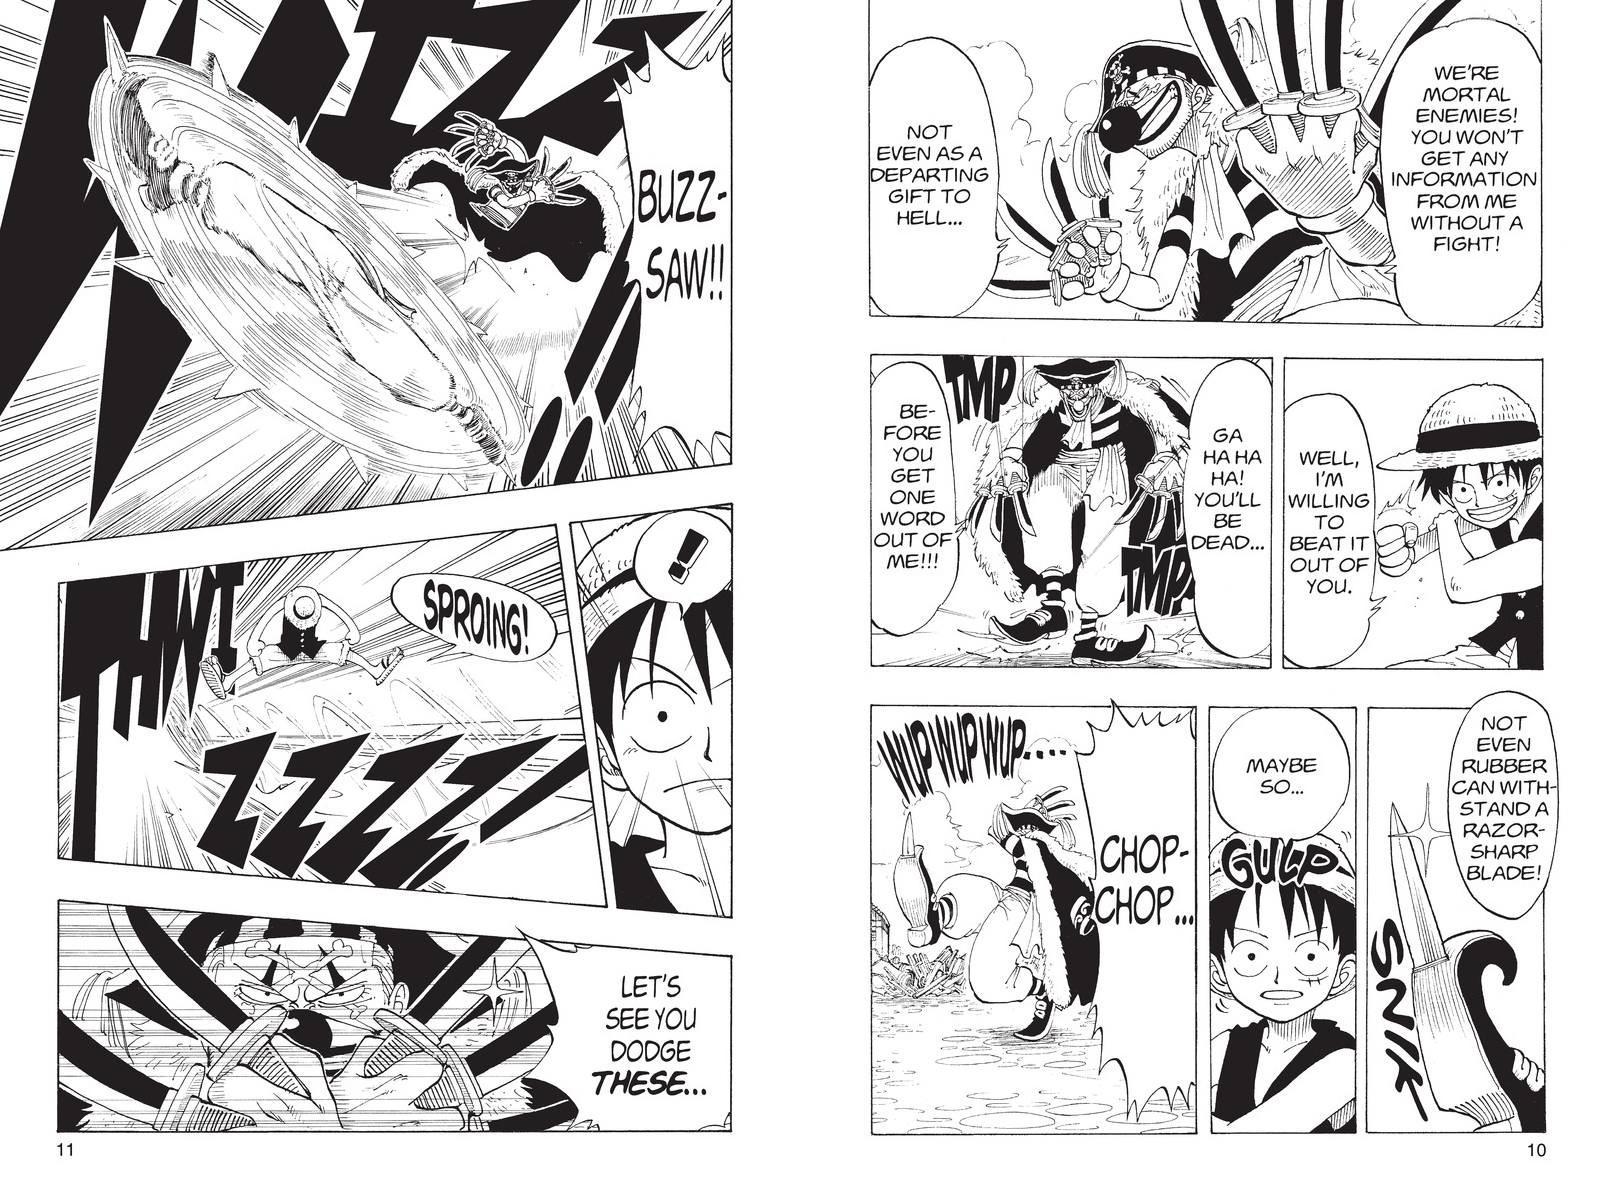 WE'RE
MORTAL
ENEMIES!
YOU WON'T
GET ANY
INFORMATION
FROM ME
WITHOUT A
FIGHT!
NOT
EVEN AS A
DEPARTING
GIFT TO
HELL...
WELL,
I'M
WILLING
TO
BEAT IT
OUT OF
YOU.
GA
HA HA HA
HA!
YOU'LL
BE
DEAD...
TMP
TMP
BE-
FORE
YOU
GET
ONE
WORD
OUT OF
ME!!!
NOT
EVEN
RUBBER
CAN WITH-
STAND A
RAZOR-
SHARP
BLADE!
SNIK
MAYBE
SO...
GULP
WUP WUP WUP.....
CHOP-
CHOP...
10
BUZZ-
SAW!!
!
SPROING!
THWT
ZZZZ!
LET'S
SEE YOU
DODGE
THESE...
11